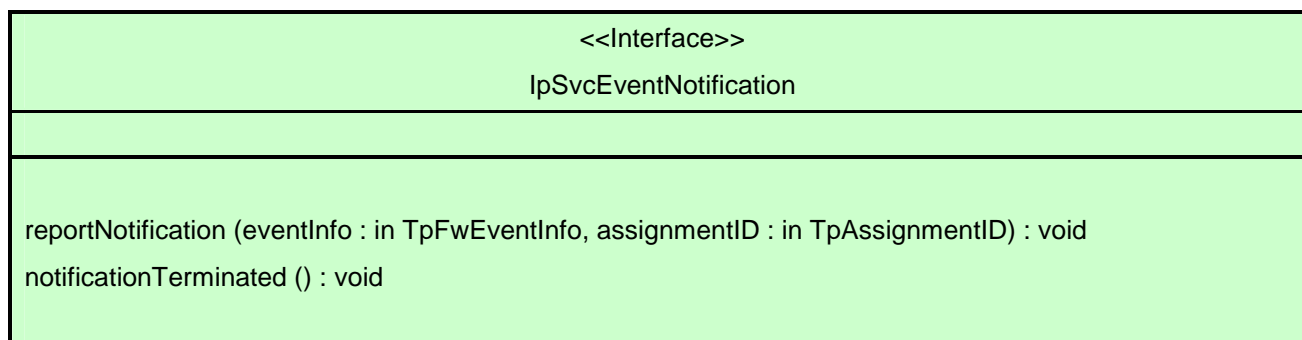 <<Interface>>
IpSvcEventNotification
reportNotification (eventInfo : in TpFwEventInfo, assignmentID : in TpAssignmentID) : void
notificationTerminated () : void